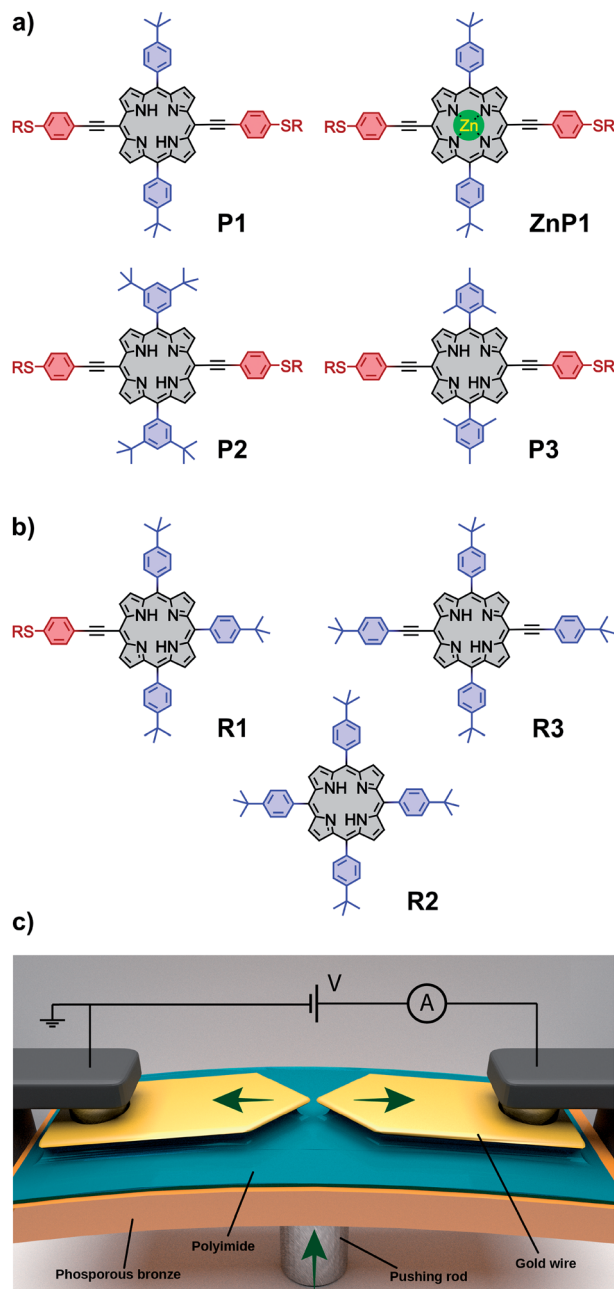 a)
RS
NH
N
N
HN
SR
P1
RS
N
N
Zn
N
N
SR
ZnP1
RS
NH
N
N
HN
SR
P2
RS
NH
N
N
HN
SR
P3
b)
RS
NH
N
N
HN
R1
NH
N
N
HN
R3
NH
N
N
HN
R2
c)
V
A
Polyimide
Phosporous bronze
Pushing rod
Gold wire